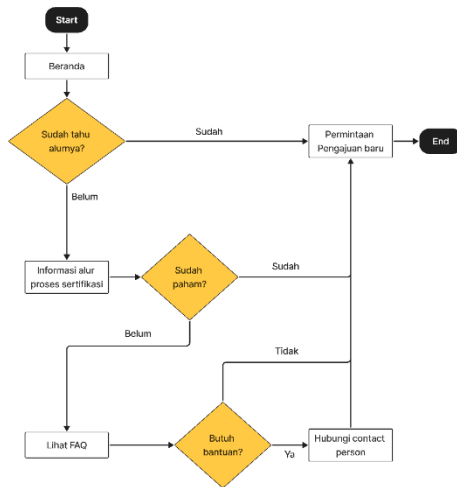 Start
Beranda
Sudah tahu
alurnya?
Sudah
Permintaan
Pengajuan baru
End
Belum
Informasi alur
proses sertifikasi
Sudah
paham?
Sudah
Belum
Tidak
Lihat FAQ
Butuh
bantuan?
Ya
Hubungi contact
person